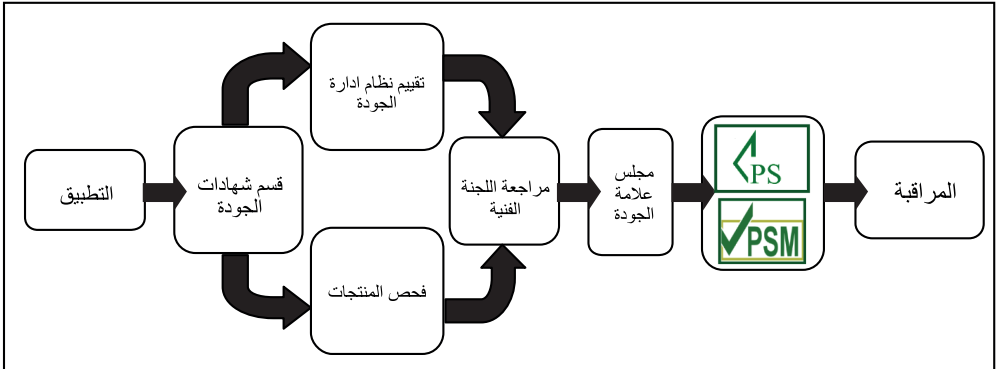 التطبيق
قسم شهادات
الجودة
تقييم نظام ادارة
الجودة
فحص المنتجات
مراجعة اللجنة
الفنية
مجلس
علامة
الجودة
PS
PSM
المراقبة